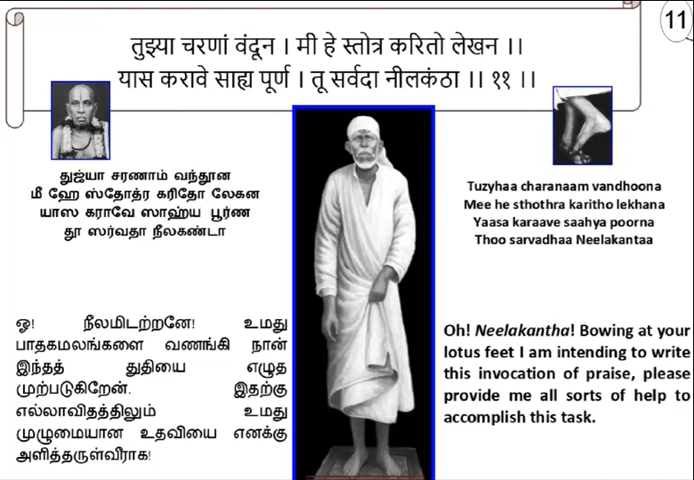 11
तुझ्या चरणां वंदून । मी हे स्तोत्र करितो लेखन ।।
यास करावे साह्य पूर्ण । तू सर्वदा नीलकंठा ।। ११ ।।
துஜ்யா சரணாம் வந்தூன
மீ ஹே ஸ்தோத்ர கரிதோ லேகன
யாஸ கராவே ஸாஹ்ய பூர்ண
தூ ஸர்வதா நீலகண்டா
Tuzyhaa charanaam vandhoona
Mee he sthothra karitho lekhana
Yaasa karaave saahya poorna
Thoo sarvadhaa Neelakantaa
ஓ! நீலமிடற்றனே! உமது
பாதகமலங்களை வணங்கி நான்
இந்தத் துதியை எழுத
முற்படுகிறேன். இதற்கு
எல்லாவிதத்திலும் உமது
முழுமையான உதவியை எனக்கு
அளித்தருள்வீராக!
Oh! Neelakantha! Bowing at your
lotus feet I am intending to write
this invocation of praise, please
provide me all sorts of help to
accomplish this task.